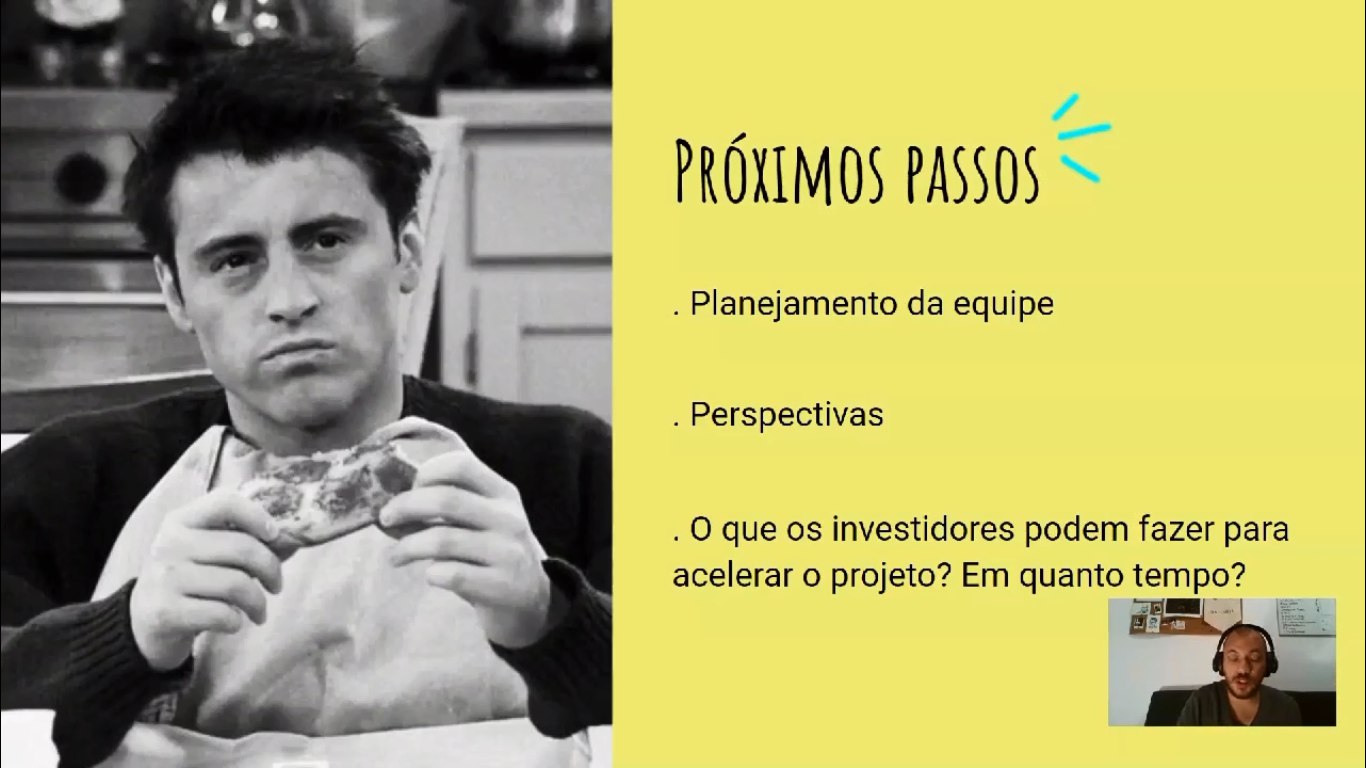 PRÓXIMOS PASSOS
. Planejamento da equipe
. Perspectivas
. O que os investidores podem fazer para
acelerar o projeto? Em quanto tempo?